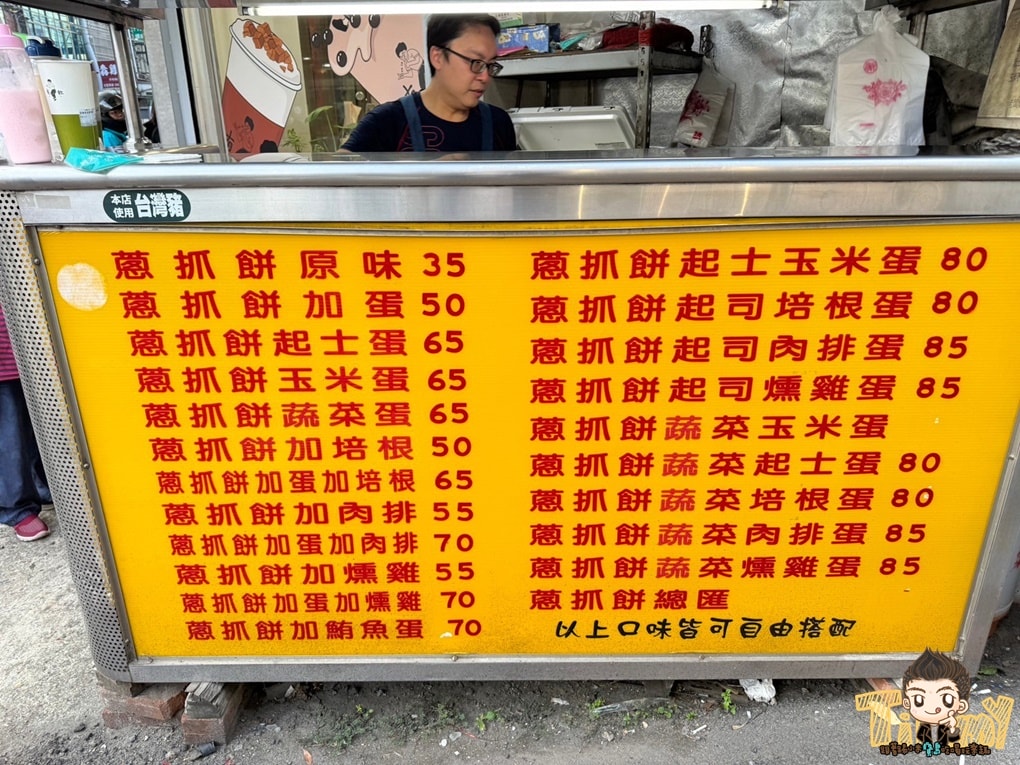 本店
使用 台灣豬
蔥抓餅原味 35
蔥抓餅加蛋 50
蔥抓餅起士蛋 65
蔥抓餅玉米蛋 65
蔥抓餅蔬菜蛋 65
蔥抓餅加培根 50
蔥抓餅加蛋加培根 65
蔥抓餅加肉排 55
蔥抓餅加蛋加肉排 70
蔥抓餅加燻雞 55
蔥抓餅加蛋加燻雞 70
蔥抓餅加鮪魚蛋 70
蔥抓餅起士玉米蛋 80
蔥抓餅起司培根蛋 80
蔥抓餅起司肉排蛋 85
蔥抓餅起司燻雞蛋 85
蔥抓餅蔬菜玉米蛋
蔥抓餅蔬菜起士蛋 80
蔥抓餅蔬菜培根蛋 80
蔥抓餅蔬菜肉排蛋 85
蔥抓餅蔬菜燻雞蛋 85
蔥抓餅總匯
以上口味皆可自由搭配